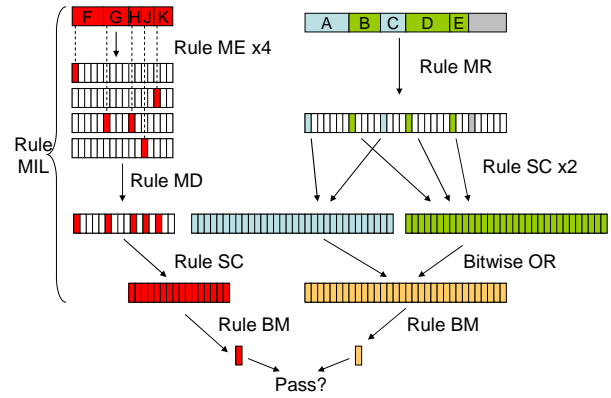 F G H J K
A B C D E
Rule ME x4
Rule MR
Rule
MIL
Rule SC x2
Rule MD
Rule SC
Bitwise OR
Rule BM
Rule BM
Pass?